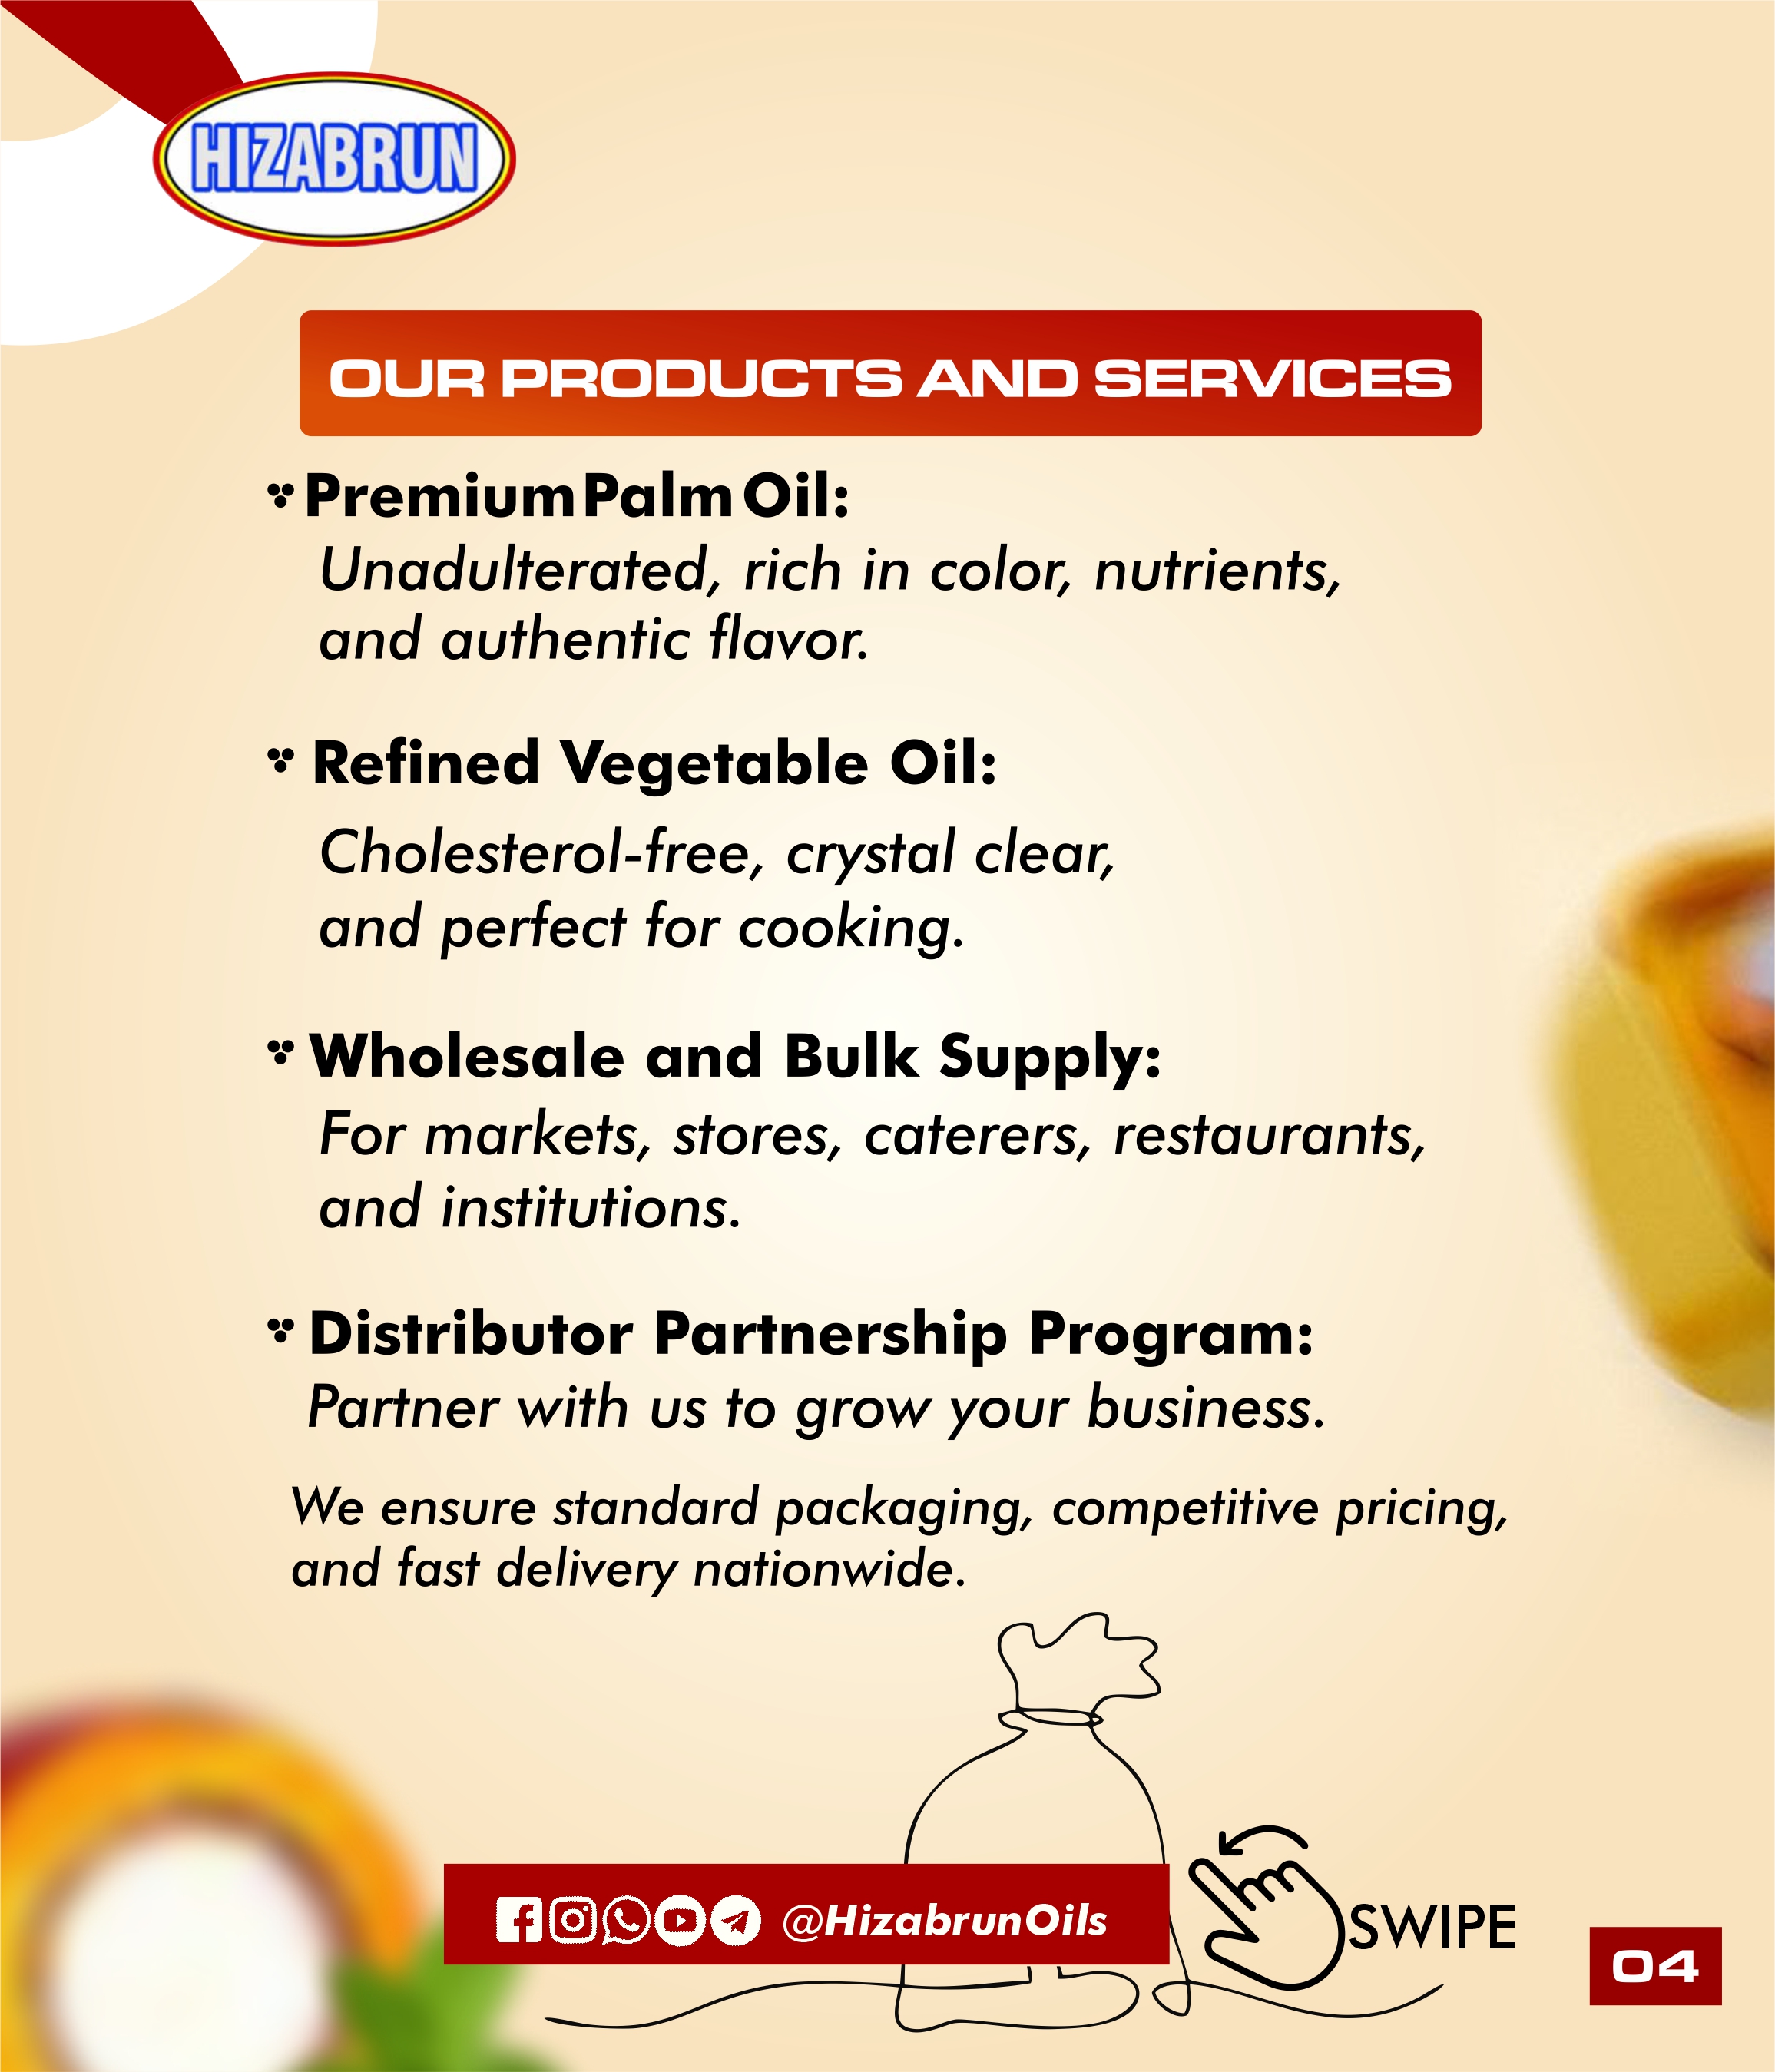 HIZABRUN
OUR PRODUCTS AND SERVICES
Premium Palm Oil:
Unadulterated, rich in color, nutrients,
and authentic flavor.
Refined Vegetable Oil:
Cholesterol-free, crystal clear,
and perfect for cooking.
Wholesale and Bulk Supply:
For markets, stores, caterers, restaurants,
and institutions.
Distributor Partnership Program:
Partner with us to grow your business.
We ensure standard packaging, competitive pricing,
and fast delivery nationwide.
@HizabrunOils
SWIPE
04